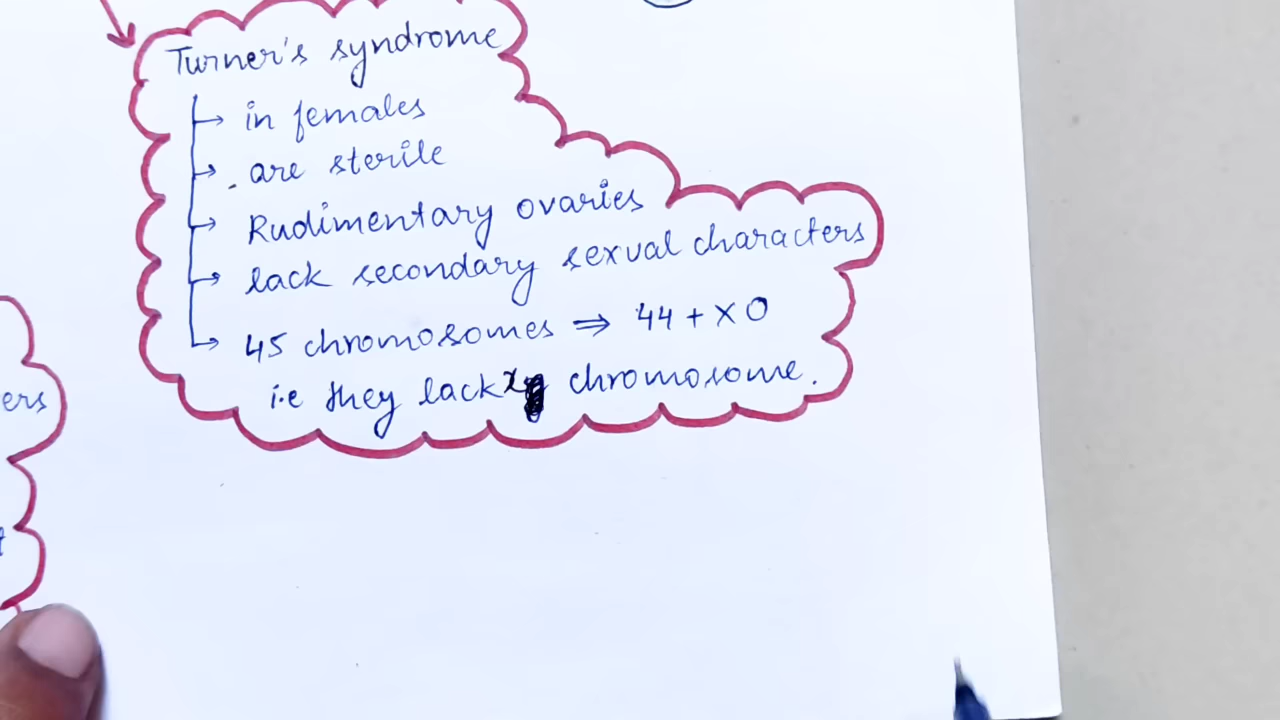 Turner's syndrome
→ in females
→ are sterile
→ Rudimentary ovaries
→ lack secondary sexual characters
→ 45 chromosomes ⇒ 44 + XO
i.e they lack x chromosome.
ers